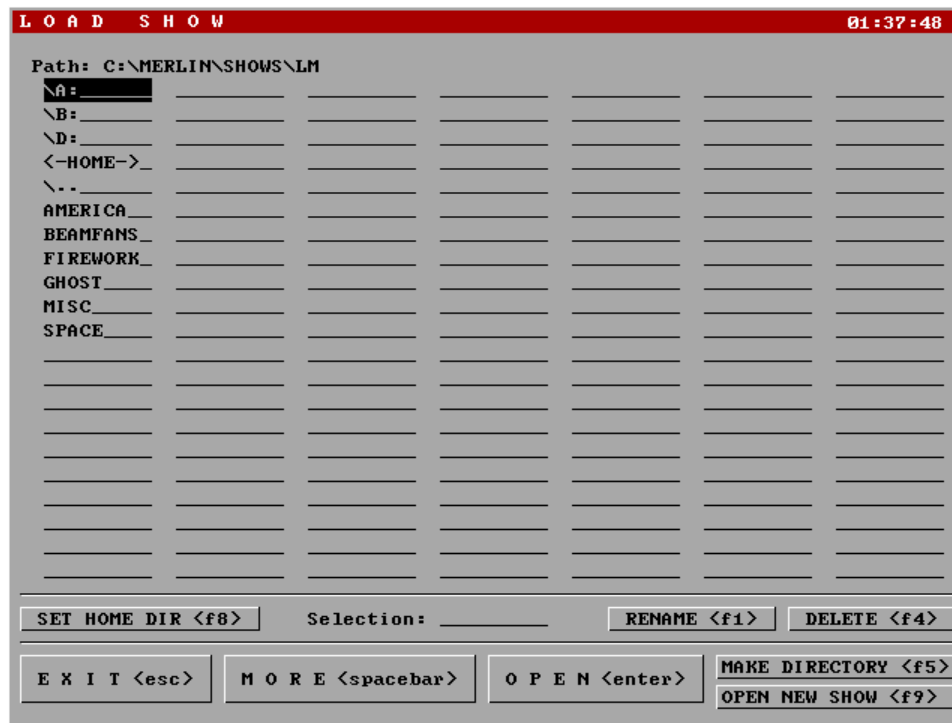 L O A D S H O W 01:37:48
Path: C:\MERLIN\SHOWS\LM
\A:
\B:
\D:
<-HOME->
\..
AMERICA
BEAMFANS
FIREWORK
GHOST
MISC
SPACE
SET HOME DIR <f8> Selection: RENAME <f1> DELETE <f4>
E X I T <esc> M O R E <spacebar> O P E N <enter> MAKE DIRECTORY <f5>
OPEN NEW SHOW <f9>